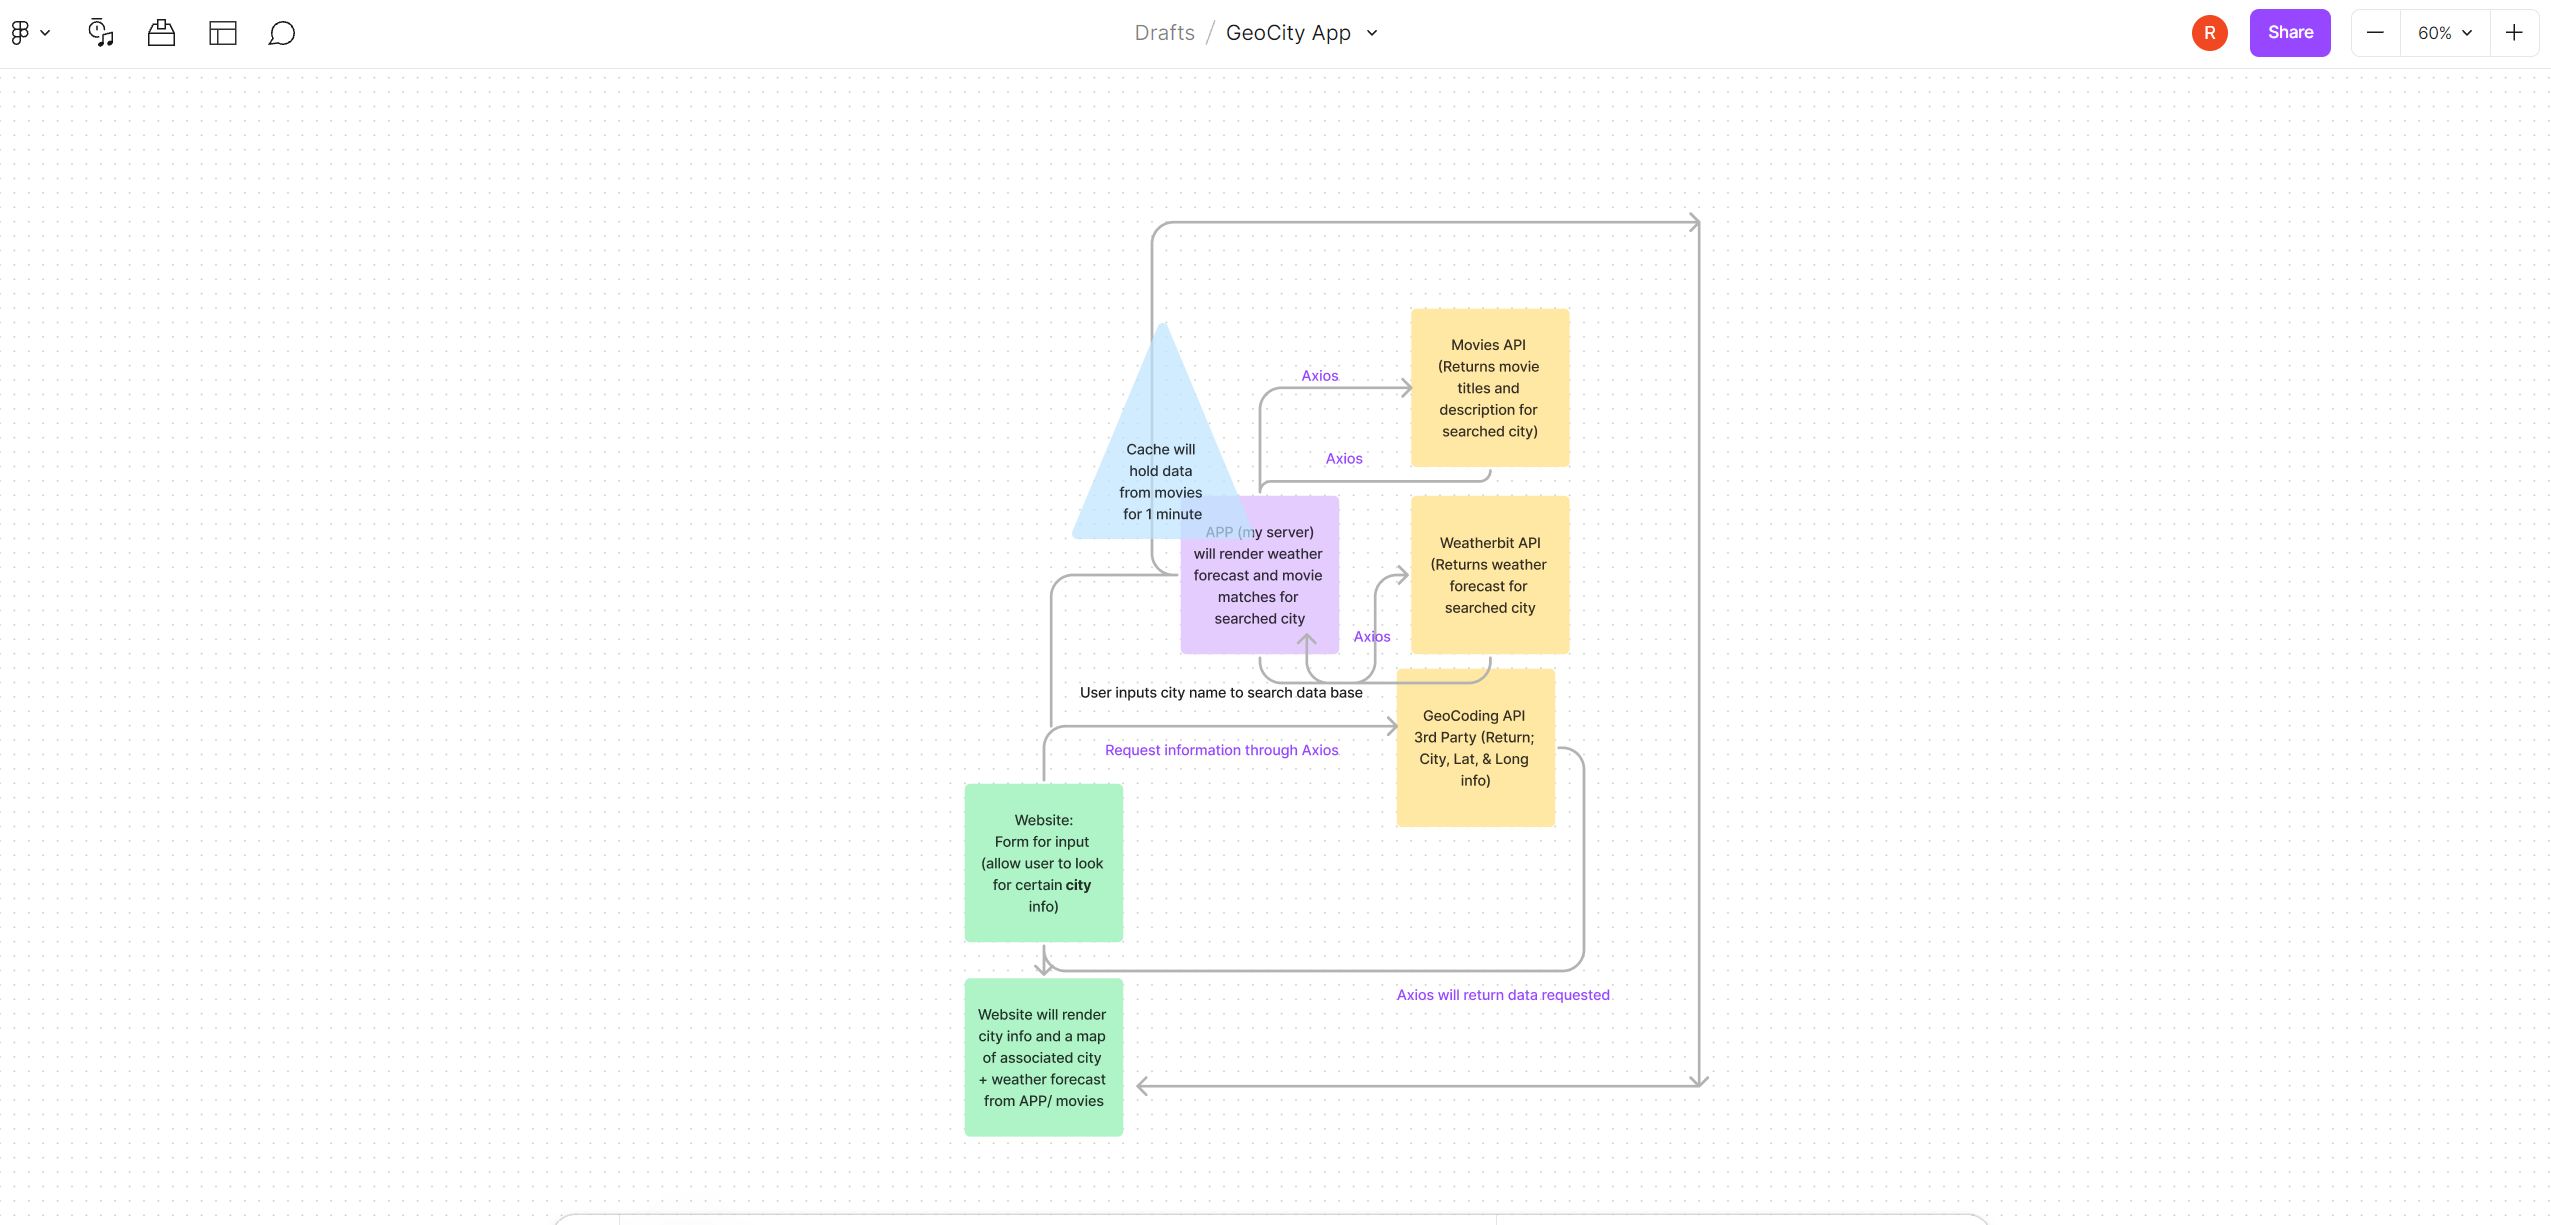 Drafts / GeoCity App
R
Share
60%
Movies API
(Returns movie
titles and
description for
searched city)
Axios
Axios
Cache will
hold data
from movies
for 1 minute
APP (my server)
will render weather
forecast and movie
matches for
searched city
Weatherbit API
(Returns weather
forecast for
searched city
Axios
User inputs city name to search data base
GeoCoding API
3rd Party (Return;
City, Lat, & Long
info)
Request information through Axios
Website:
Form for input
(allow user to look
for certain city
info)
Axios will return data requested
Website will render
city info and a map
of associated city
+ weather forecast
from APP/ movies